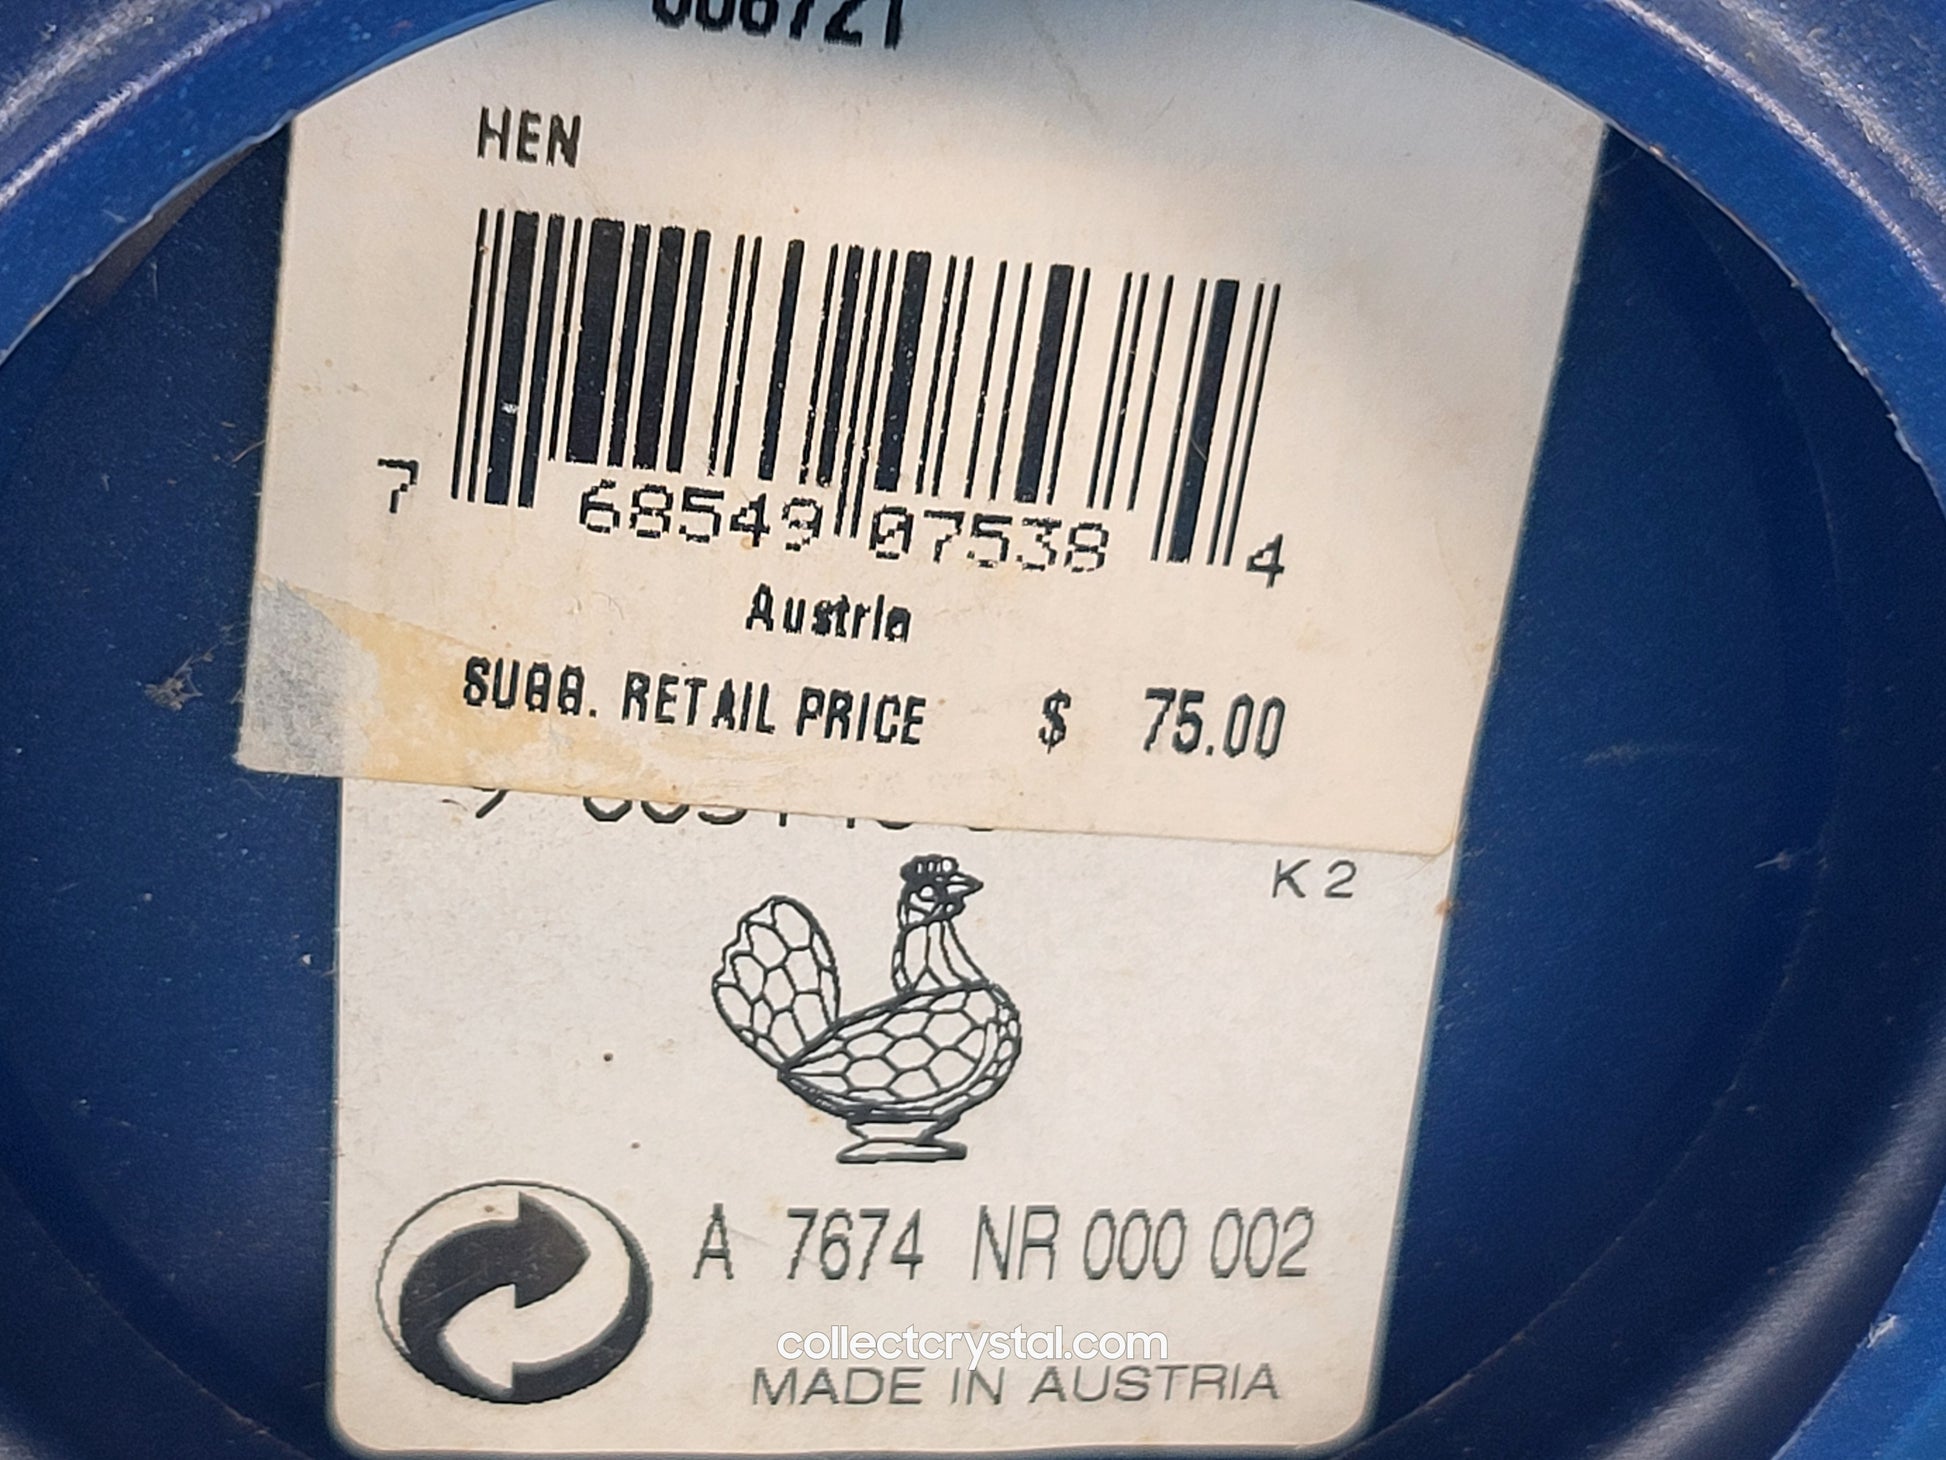 HEN
7 68549 07538 4
Austria
SUGG. RETAIL PRICE $ 75.00
K 2
A 7674 NR 000 002
collectcrystal.com
MADE IN AUSTRIA